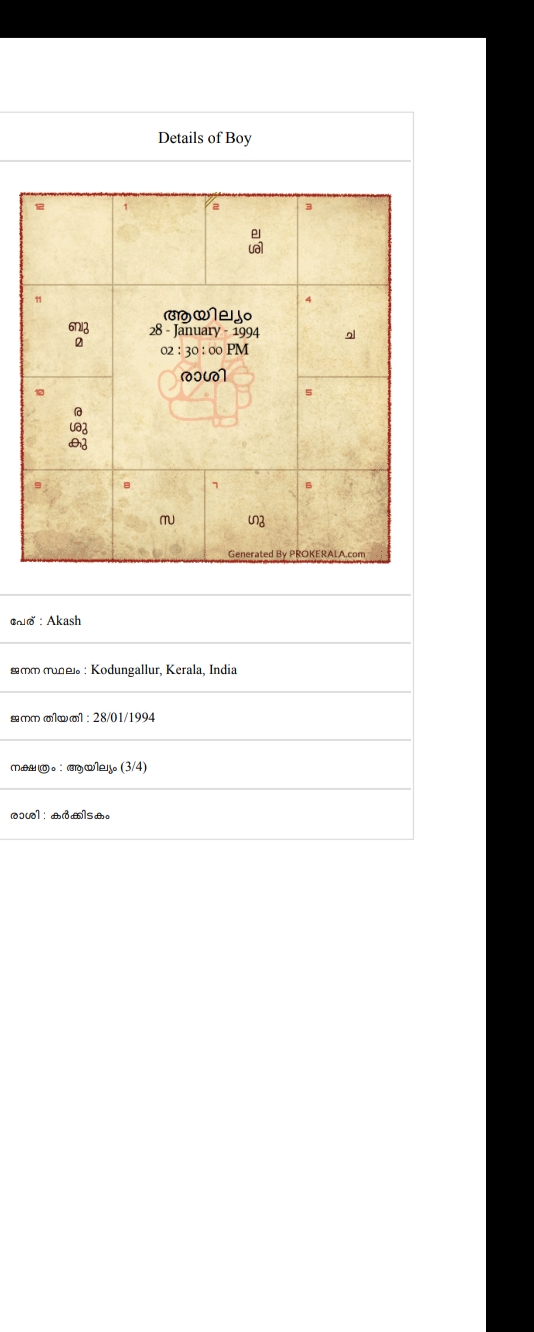 Details of Boy
12
1
2
3
ല
ശി
11
ബു
മ
ആയില്യം
28 - January - 1994
02 : 30 : 00 PM
രാശി
4
ച
10
ര
ശു
കു
5
9
8
സ
7
ഗു
6
Generated By PROKERALA.com
പേര് : Akash
ജനന സ്ഥലം : Kodungallur, Kerala, India
ജനന തിയതി : 28/01/1994
നക്ഷത്രം : ആയില്യം (3/4)
രാശി : കർക്കിടകം